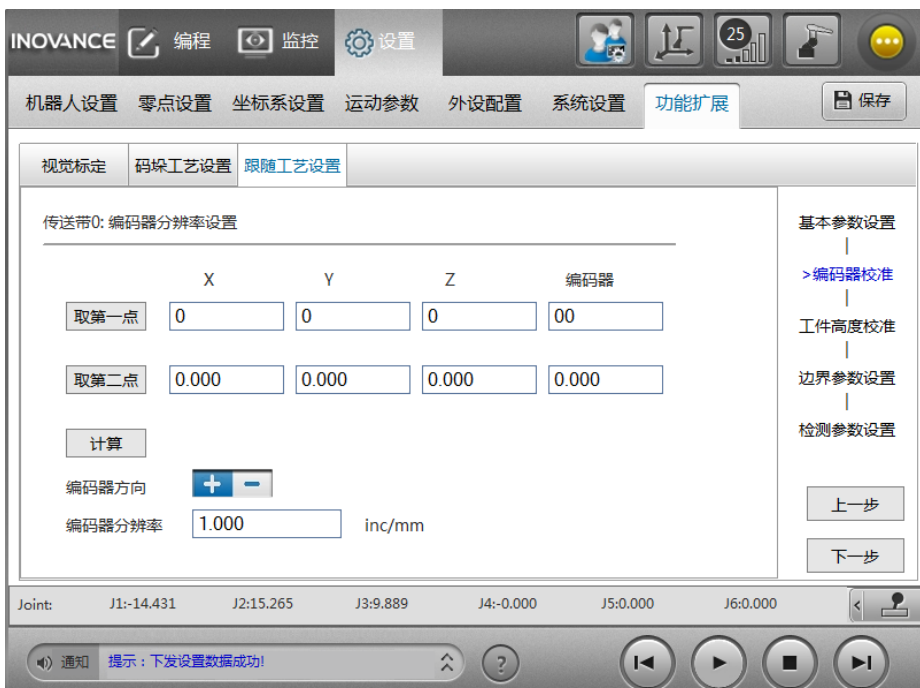 INOVANCE 编程 监控 设置 25
机器人设置 零点设置 坐标系设置 运动参数 外设配置 系统设置 功能扩展 保存
视觉标定 码垛工艺设置 跟随工艺设置
传送带0: 编码器分辨率设置
基本参数设置
X Y Z 编码器
>编码器校准
取第一点 0 0 0 00
工件高度校准
取第二点 0.000 0.000 0.000 0.000
边界参数设置
计算
检测参数设置
编码器方向 + −
上一步
编码器分辨率 1.000 inc/mm
下一步
Joint: J1:-14.431 J2:15.265 J3:9.889 J4:-0.000 J5:0.000 J6:0.000 <
通知 提示：下发设置数据成功! ?